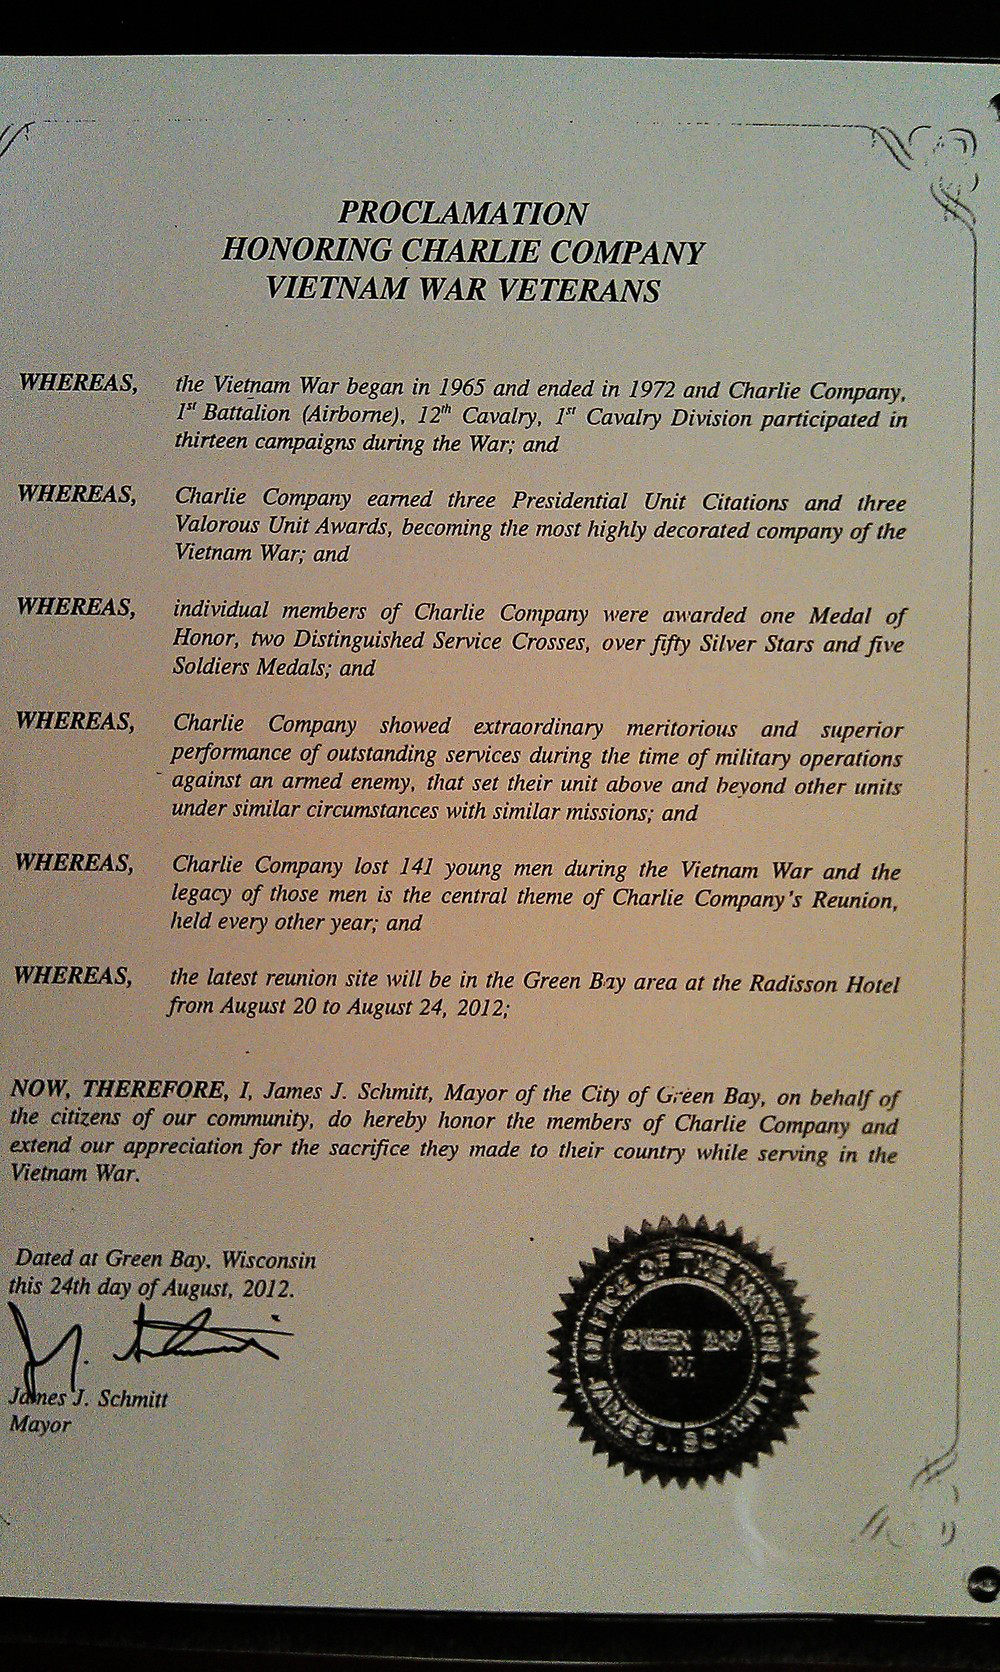 PROCLAMATION
HONORING CHARLIE COMPANY
VIETNAM WAR VETERANS
WHEREAS, the Vietnam War began in 1965 and ended in 1972 and Charlie Company,
1st Battalion (Airborne), 12th Cavalry, 1st Cavalry Division participated in
thirteen campaigns during the War; and
WHEREAS, Charlie Company earned three Presidential Unit Citations and three
Valorous Unit Awards, becoming the most highly decorated company of the
Vietnam War; and
WHEREAS, individual members of Charlie Company were awarded one Medal of
Honor, two Distinguished Service Crosses, over fifty Silver Stars and five
Soldiers Medals; and
WHEREAS, Charlie Company showed extraordinary meritorious and superior
performance of outstanding services during the time of military operations
against an armed enemy, that set their unit above and beyond other units
under similar circumstances with similar missions; and
WHEREAS, Charlie Company lost 141 young men during the Vietnam War and the
legacy of those men is the central theme of Charlie Company's Reunion,
held every other year; and
WHEREAS, the latest reunion site will be in the Green Bay area at the Radisson Hotel
from August 20 to August 24, 2012;
NOW, THEREFORE, I, James J. Schmitt, Mayor of the City of Green Bay, on behalf of
the citizens of our community, do hereby honor the members of Charlie Company and
extend our appreciation for the sacrifice they made to their country while serving in the
Vietnam War.
Dated at Green Bay, Wisconsin
this 24th day of August, 2012.
James J. Schmitt
Mayor
OFFICE OF THE MAYOR
GREEN BAY
JAMES J. SCHMITT